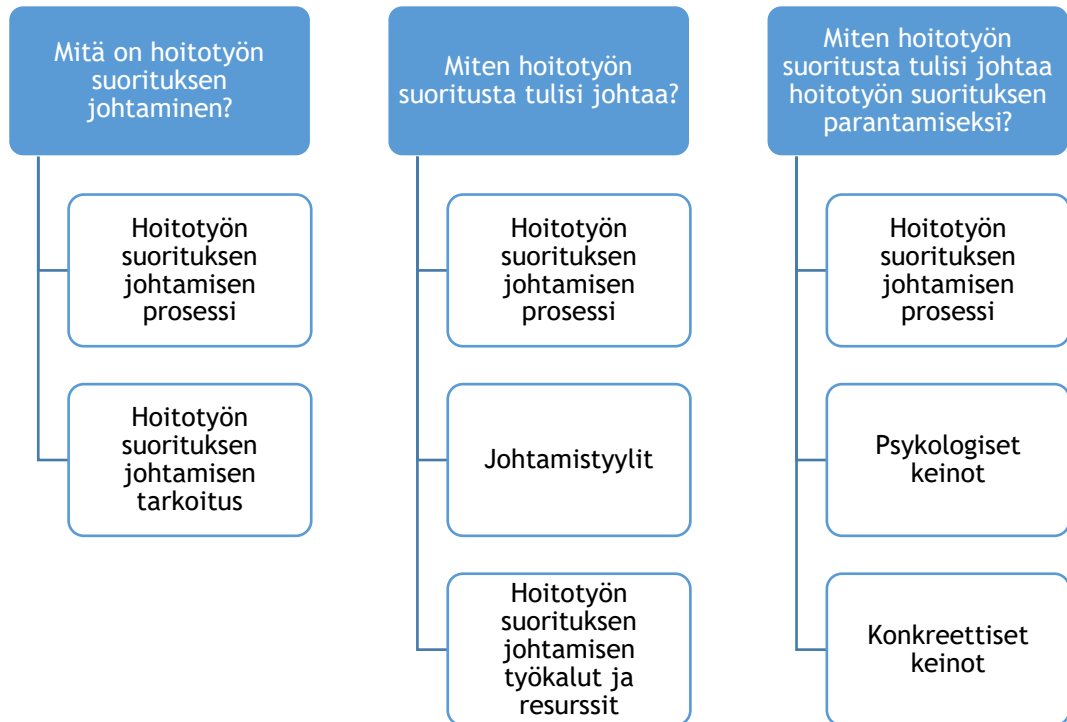 Mitä on hoitotyön
suorituksen
johtaminen?
Hoitotyön
suorituksen
johtamisen
prosessi
Hoitotyön
suorituksen
johtamisen
tarkoitus
Miten hoitotyön
suoritusta tulisi johtaa?
Hoitotyön
suorituksen
johtamisen
prosessi
Johtamistyylit
Hoitotyön
suorituksen
johtamisen
työkalut ja
resurssit
Miten hoitotyön
suoritusta tulisi johtaa
hoitotyön suorituksen
parantamiseksi?
Hoitotyön
suorituksen
johtamisen
prosessi
Psykologiset
keinot
Konkreettiset
keinot